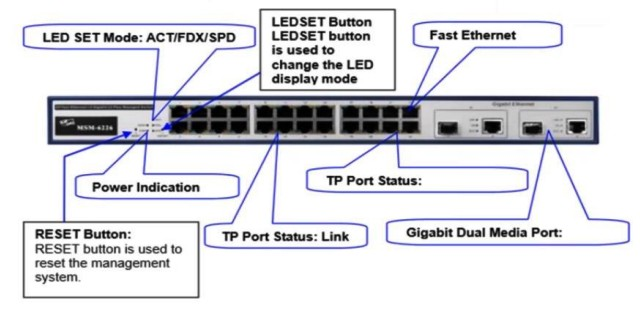 LED SET Mode: ACT/FDX/SPD
LEDSET Button
LEDSET button
is used to
change the LED
display mode
Fast Ethernet
Gigabit Ethernet
MSM-6226
Power Indication
TP Port Status:
RESET Button:
RESET button is used to
reset the management
system.
TP Port Status: Link
Gigabit Dual Media Port: